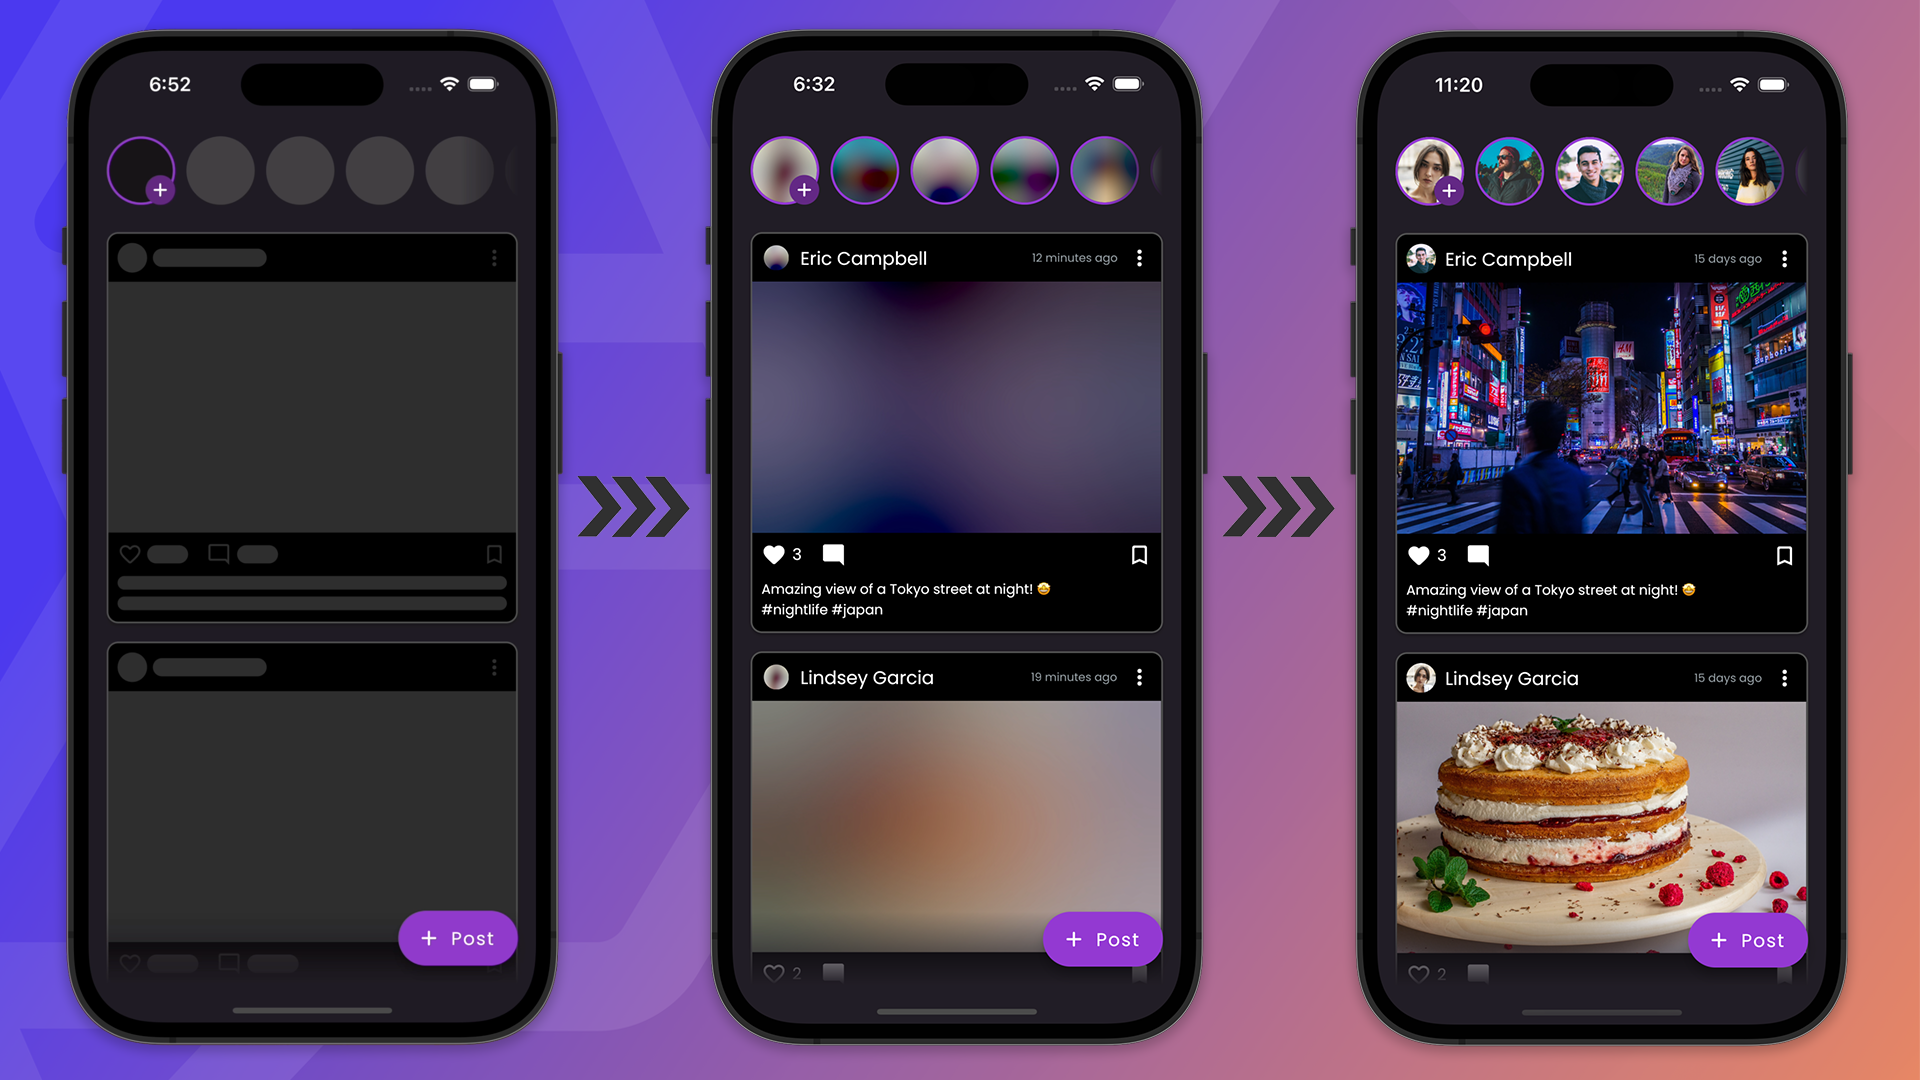 6:52
+ Post
6:32
Eric Campbell 12 minutes ago
3
Amazing view of a Tokyo street at night! 🤩
#nightlife #japan
Lindsey Garcia 19 minutes ago
+ Post
2
11:20
Eric Campbell 15 days ago
H&M
Euphoria
3
Amazing view of a Tokyo street at night! 🤩
#nightlife #japan
Lindsey Garcia 15 days ago
+ Post
2